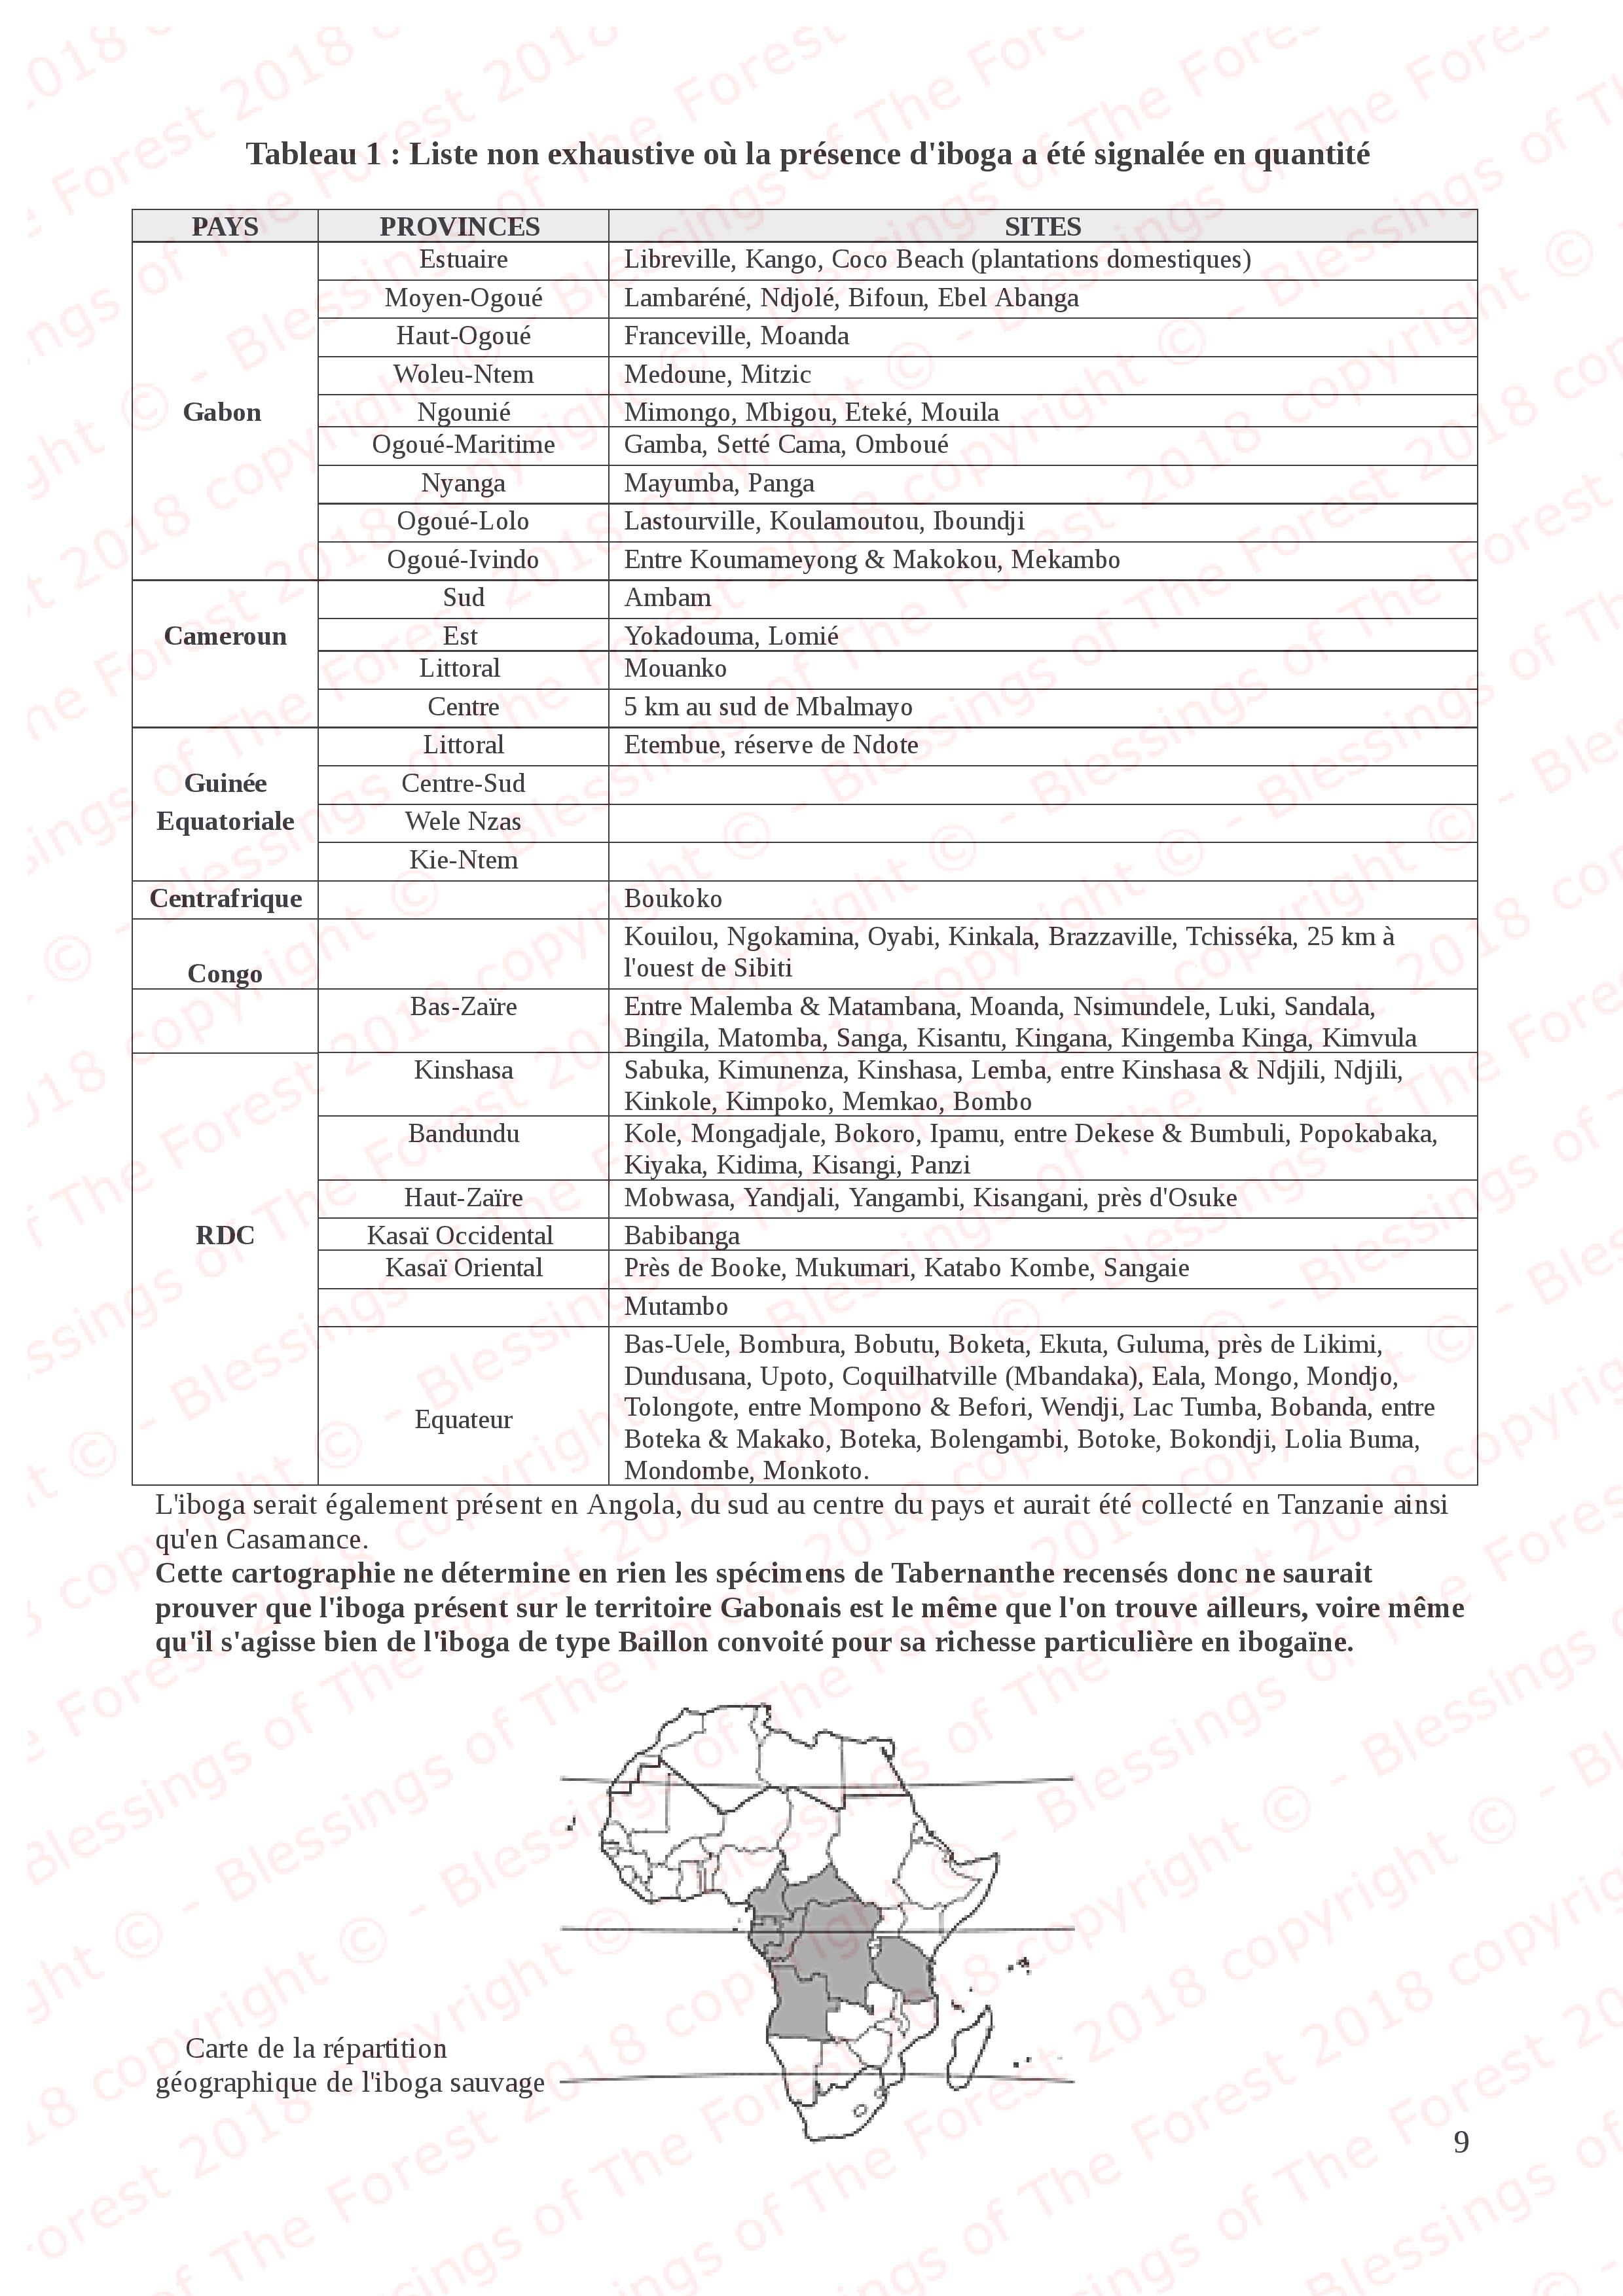 Tableau 1 : Liste non exhaustive où la présence d'iboga a été signalée en quantité
PAYS PROVINCES SITES
Estuaire Libreville, Kango, Coco Beach (plantations domestiques)
Moyen-Ogoué Lambaréné, Ndjolé, Bifoun, Ebel Abanga
Haut-Ogoué Franceville, Moanda
Woleu-Ntem Medoune, Mitzic
Gabon Ngounié Mimongo, Mbigou, Eteké, Mouila
Ogoué-Maritime Gamba, Setté Cama, Omboué
Nyanga Mayumba, Panga
Ogoué-Lolo Lastourville, Koulamoutou, Iboundji
Ogoué-Ivindo Entre Koumameyong & Makokou, Mekambo
Sud Ambam
Cameroun Est Yokadouma, Lomié
Littoral Mouanko
Centre 5 km au sud de Mbalmayo
Littoral Etembue, réserve de Ndote
Guinée Centre-Sud
Equatoriale Wele Nzas
Kie-Ntem
Centrafrique Boukoko
Kouilou, Ngokamina, Oyabi, Kinkala, Brazzaville, Tchisséka, 25 km à
Congo l'ouest de Sibiti
Bas-Zaïre Entre Malemba & Matambana, Moanda, Nsimundele, Luki, Sandala,
Bingila, Matomba, Sanga, Kisantu, Kingana, Kingemba Kinga, Kimvula
Kinshasa Sabuka, Kimunenza, Kinshasa, Lemba, entre Kinshasa & Ndjili, Ndjili,
Kinkole, Kimpoko, Memkao, Bombo
Bandundu Kole, Mongadjale, Bokoro, Ipamu, entre Dekese & Bumbuli, Popokabaka,
Kiyaka, Kidima, Kisangi, Panzi
Haut-Zaïre Mobwasa, Yandjali, Yangambi, Kisangani, près d'Osuke
RDC Kasaï Occidental Babibanga
Kasaï Oriental Près de Booke, Mukumari, Katabo Kombe, Sangaie
Mutambo
Bas-Uele, Bombura, Bobutu, Boketa, Ekuta, Guluma, près de Likimi,
Dundusana, Upoto, Coquilhatville (Mbandaka), Eala, Mongo, Mondjo,
Equateur Tolongote, entre Mompono & Befori, Wendji, Lac Tumba, Bobanda, entre
Boteka & Makako, Boteka, Bolengambi, Botoke, Bokondji, Lolia Buma,
Mondombe, Monkoto.
L'iboga serait également présent en Angola, du sud au centre du pays et aurait été collecté en Tanzanie ainsi
qu'en Casamance.
Cette cartographie ne détermine en rien les spécimens de Tabernanthe recensés donc ne saurait
prouver que l'iboga présent sur le territoire Gabonais est le même que l'on trouve ailleurs, voire même
qu'il s'agisse bien de l'iboga de type Baillon convoité pour sa richesse particulière en ibogaïne.
Carte de la répartition
géographique de l'iboga sauvage
9
Blessings of The Forest 2018 copyright © -